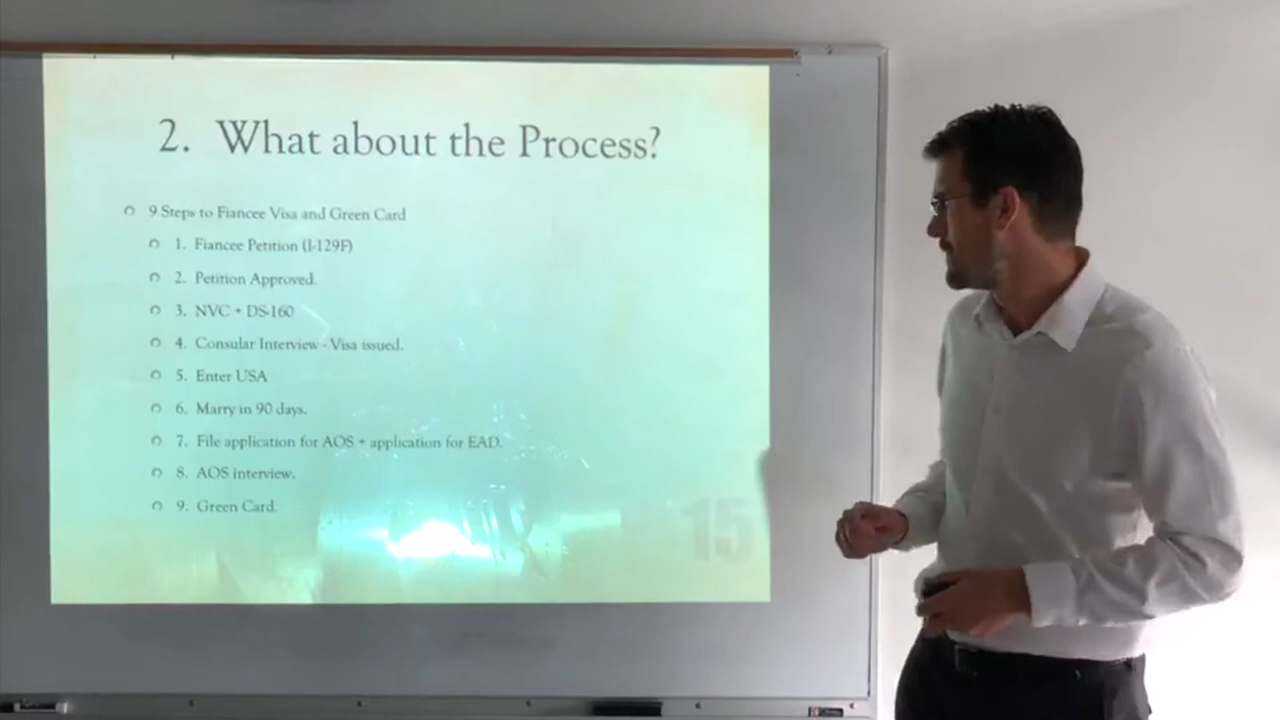 2. What about the Process?
9 Steps to Fiancee Visa and Green Card
1. Fiancee Petition (I-129F)
2. Petition Approved.
3. NVC + DS-160
4. Consular Interview - Visa issued.
5. Enter USA
6. Marry in 90 days.
7. File application for AOS + application for EAD.
8. AOS interview.
9. Green Card.
15